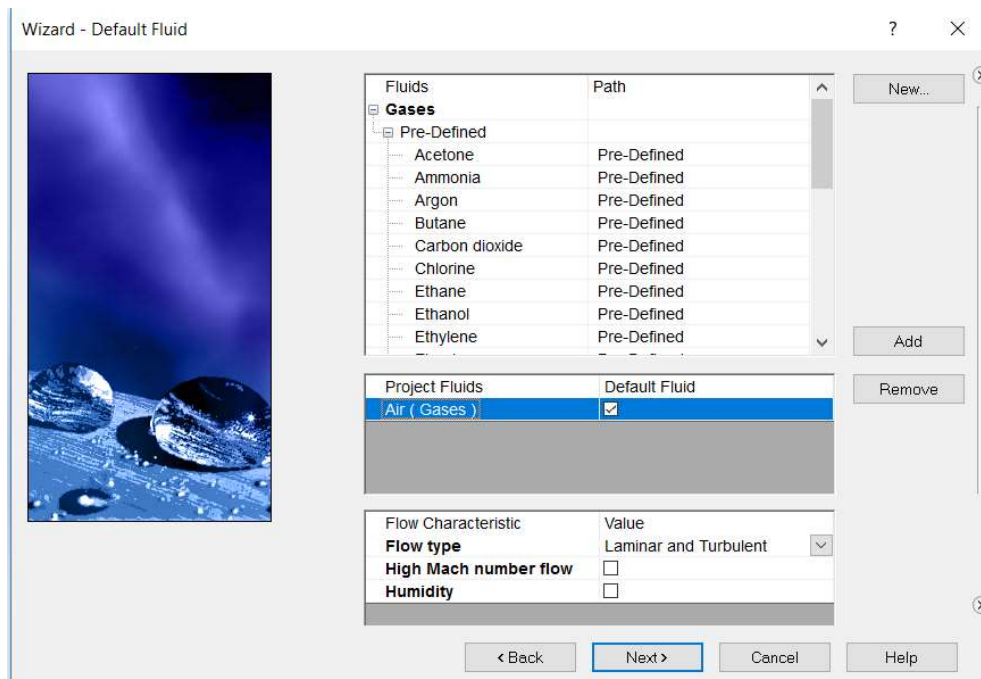 Wizard - Default Fluid
?
Fluids Path
Gases
Pre-Defined
Acetone Pre-Defined
Ammonia Pre-Defined
Argon Pre-Defined
Butane Pre-Defined
Carbon dioxide Pre-Defined
Chlorine Pre-Defined
Ethane Pre-Defined
Ethanol Pre-Defined
Ethylene Pre-Defined
New...
Add
Project Fluids Default Fluid
Air ( Gases )
Remove
Flow Characteristic Value
Flow type Laminar and Turbulent
High Mach number flow
Humidity
< Back Next > Cancel Help